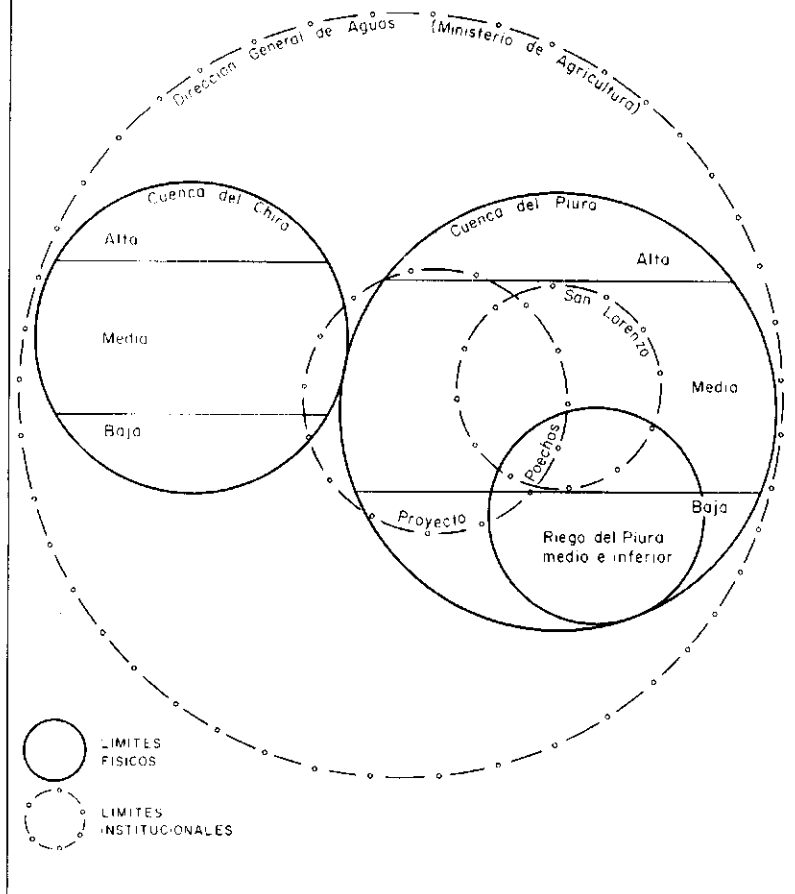 Direccion General de Aguas (Ministerio de Agricultura)
Cuenca del Chira
Alta
Media
Baja
Cuenca del Piura
Alta
San Lorenzo
Media
Poechos
Proyecto
Baja
Riego del Piura
medio e inferior
LIMITES
FISICOS
LIMITES
INSTITUCIONALES